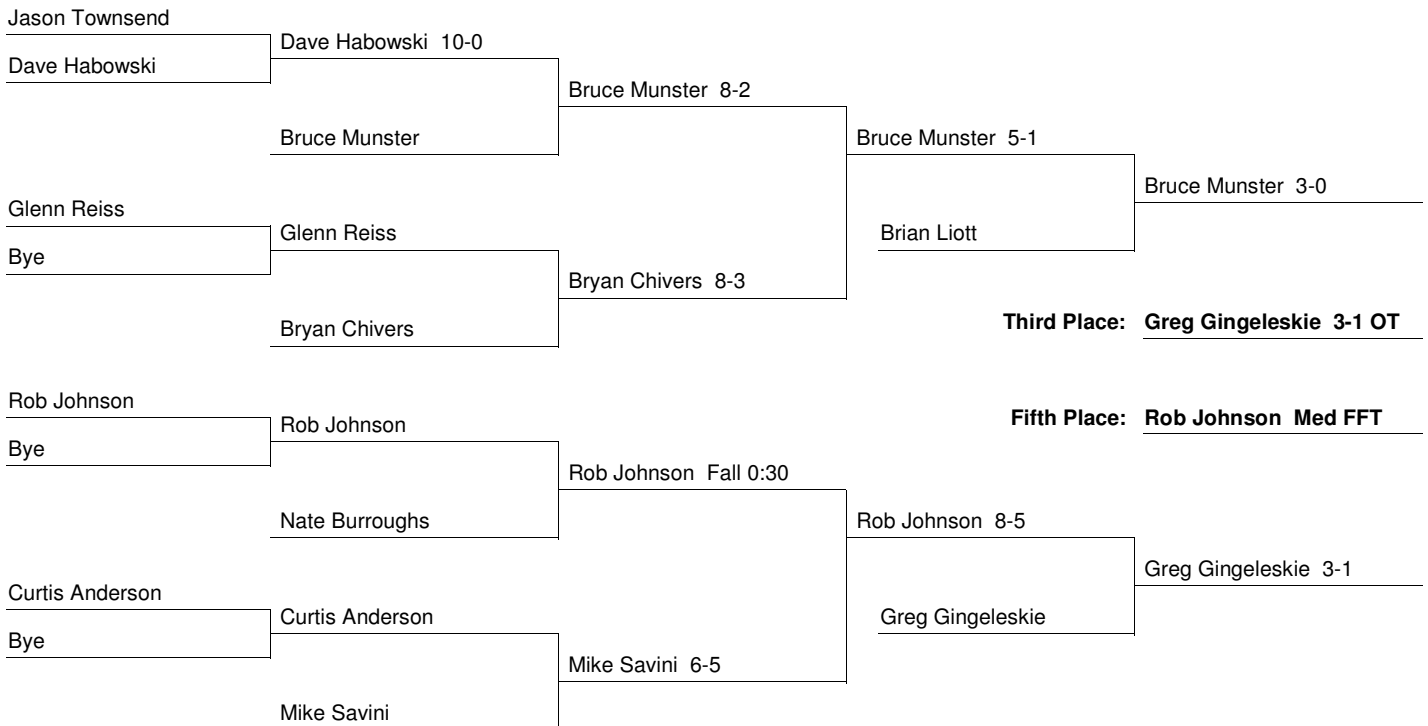 Jason Townsend
Dave Habowski 10-0
Dave Habowski
Bruce Munster 8-2
Bruce Munster
Bruce Munster 5-1
Bruce Munster 3-0
Glenn Reiss
Glenn Reiss
Brian Liott
Bye
Bryan Chivers 8-3
Bryan Chivers
Third Place: Greg Gingeleskie 3-1 OT
Rob Johnson
Rob Johnson
Fifth Place: Rob Johnson Med FFT
Bye
Rob Johnson Fall 0:30
Nate Burroughs
Rob Johnson 8-5
Greg Gingeleskie 3-1
Curtis Anderson
Curtis Anderson
Greg Gingeleskie
Bye
Mike Savini 6-5
Mike Savini